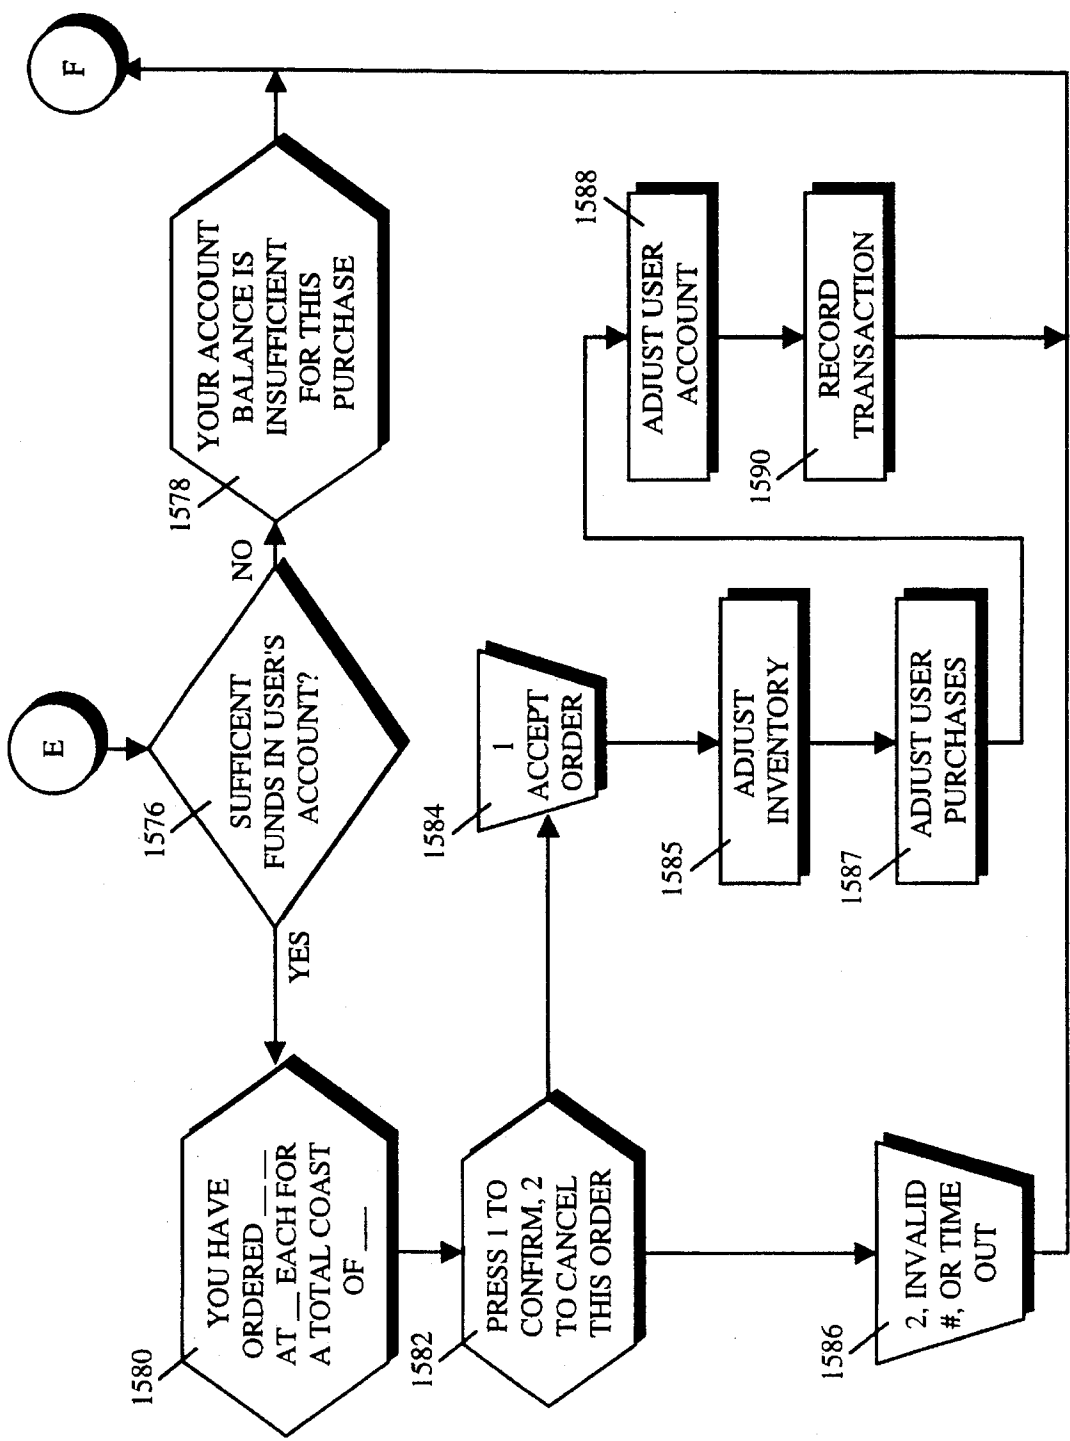 E
F
1576
SUFFICENT
FUNDS IN USER'S
ACCOUNT?
NO
YES
1578
YOUR ACCOUNT
BALANCE IS
INSUFFICIENT
FOR THIS
PURCHASE
1580
YOU HAVE
ORDERED __ __
AT __ EACH FOR
A TOTAL COAST
OF __
1582
PRESS 1 TO
CONFIRM, 2
TO CANCEL
THIS ORDER
1584
1
ACCEPT
ORDER
1585
ADJUST
INVENTORY
1587
ADJUST USER
PURCHASES
1588
ADJUST USER
ACCOUNT
1590
RECORD
TRANSACTION
1586
2, INVALID
#, OR TIME
OUT